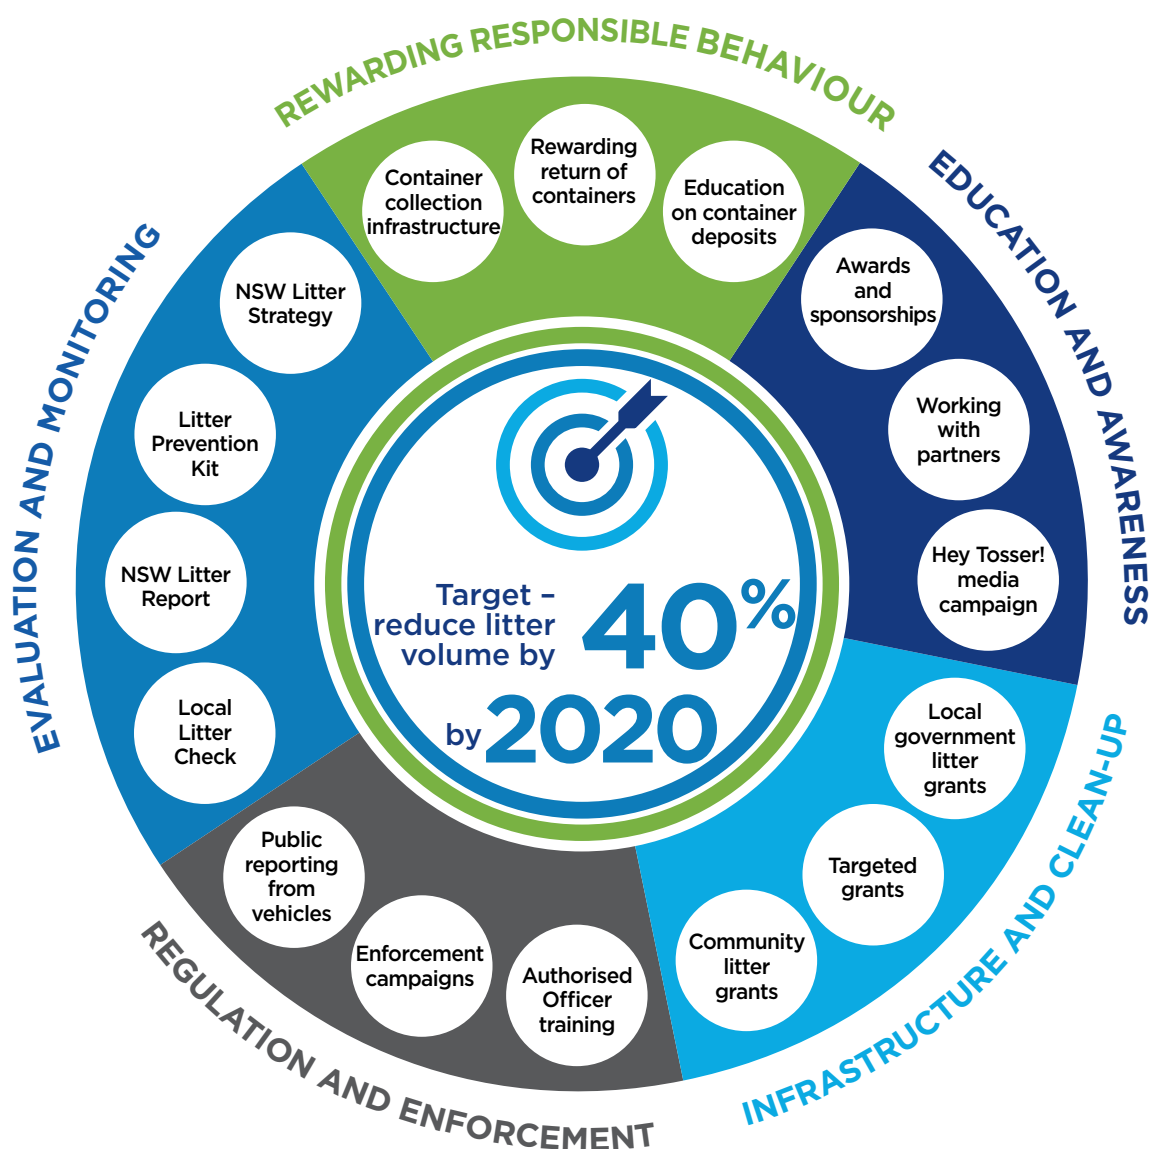 REWARDING RESPONSIBLE BEHAVIOUR
Container
collection
infrastructure
Rewarding
return of
containers
Education
on container
deposits
EDUCATION AND AWARENESS
Awards
and
sponsorships
Working
with
partners
Hey Tosser!
media
campaign
INFRASTRUCTURE AND CLEAN-UP
Local
government
litter
grants
Targeted
grants
Community
litter
grants
REGULATION AND ENFORCEMENT
Authorised
Officer
training
Enforcement
campaigns
Public
reporting
from
vehicles
EVALUATION AND MONITORING
Local
Litter
Check
NSW Litter
Report
Litter
Prevention
Kit
NSW Litter
Strategy
Target –
reduce litter
volume by
40%
by 2020